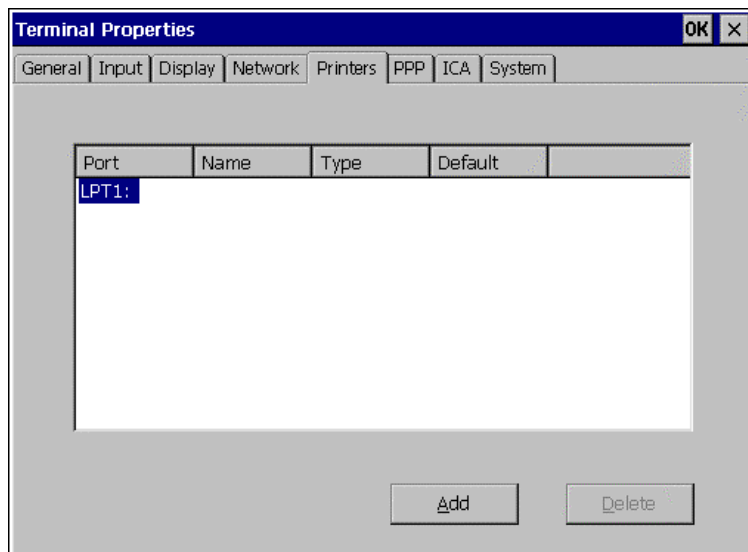 Terminal Properties OK ×
General Input Display Network Printers PPP ICA System
Port Name Type Default
LPT1:
Add Delete